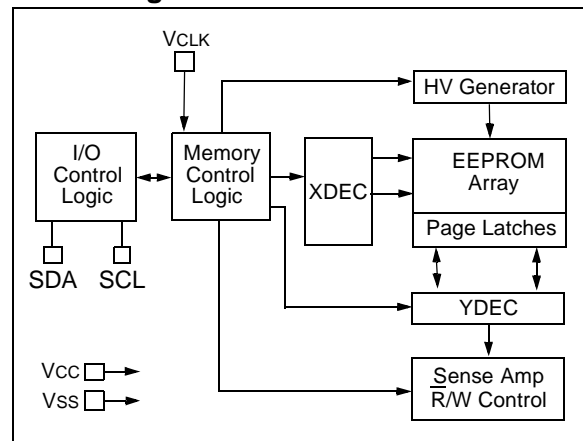 VCLK
HV Generator
I/O
Control
Logic
Memory
Control
Logic
XDEC
EEPROM
Array
Page Latches
SDA
SCL
YDEC
VCC
VSS
Sense Amp
R/W Control